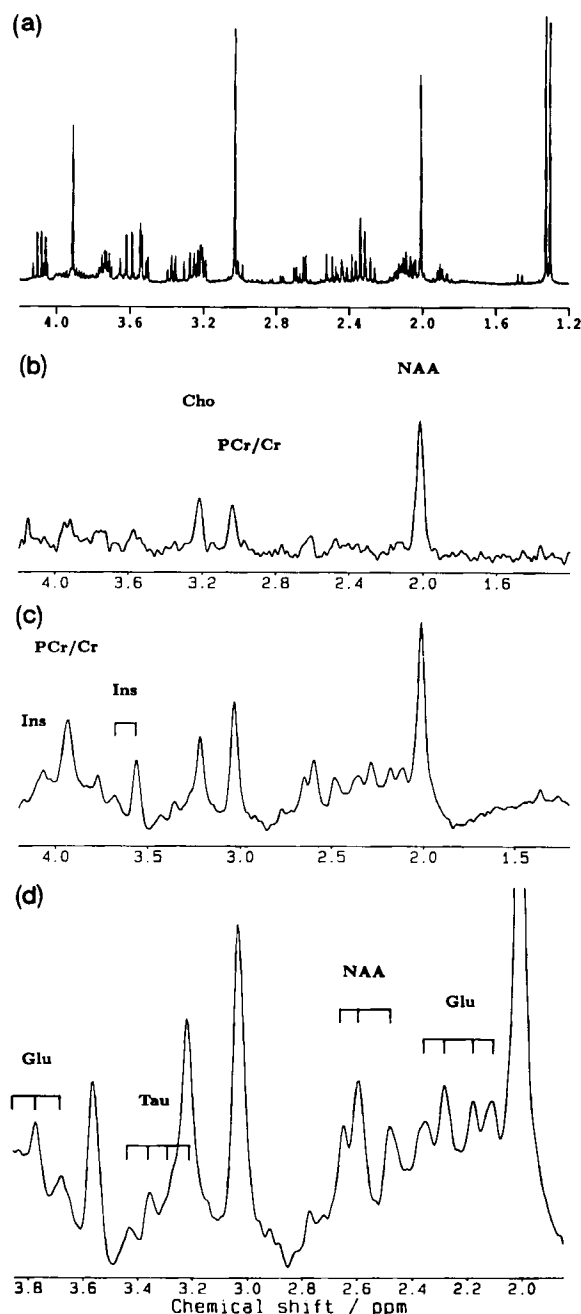 (a)
4.0 3.6 3.2 2.8 2.4 2.0 1.6 1.2
(b)
NAA
Cho
PCr/Cr
4.0 3.6 3.2 2.8 2.4 2.0 1.6
(c)
PCr/Cr
Ins
Ins
4.0 3.5 3.0 2.5 2.0 1.5
(d)
NAA
Glu
Glu
Tau
3.8 3.6 3.4 3.2 3.0 2.8 2.6 2.4 2.2 2.0
Chemical shift / ppm